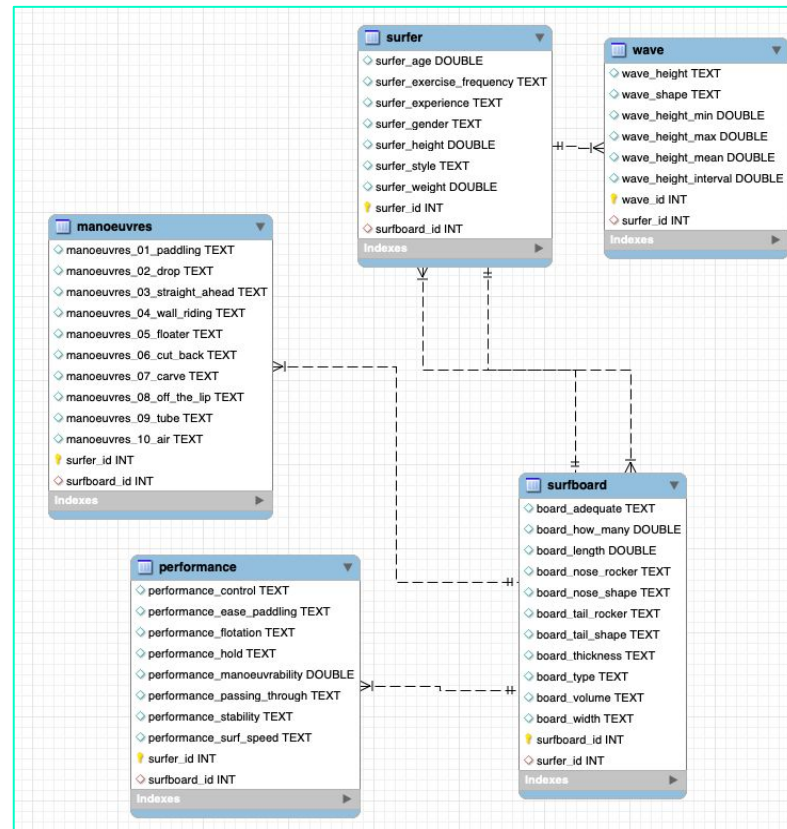 surfer
surfer_age DOUBLE
surfer_exercise_frequency TEXT
surfer_experience TEXT
surfer_gender TEXT
surfer_height DOUBLE
surfer_style TEXT
surfer_weight DOUBLE
surfer_id INT
surfboard_id INT
Indexes
wave
wave_height TEXT
wave_shape TEXT
wave_height_min DOUBLE
wave_height_max DOUBLE
wave_height_mean DOUBLE
wave_height_interval DOUBLE
wave_id INT
surfer_id INT
Indexes
manoeuvres
manoeuvres_01_paddling TEXT
manoeuvres_02_drop TEXT
manoeuvres_03_straight_ahead TEXT
manoeuvres_04_wall_riding TEXT
manoeuvres_05_floater TEXT
manoeuvres_06_cut_back TEXT
manoeuvres_07_carve TEXT
manoeuvres_08_off_the_lip TEXT
manoeuvres_09_tube TEXT
manoeuvres_10_air TEXT
surfer_id INT
surfboard_id INT
Indexes
surfboard
board_adequate TEXT
board_how_many DOUBLE
board_length DOUBLE
board_nose_rocker TEXT
board_nose_shape TEXT
board_tail_rocker TEXT
board_tail_shape TEXT
board_thickness TEXT
board_type TEXT
board_volume TEXT
board_width TEXT
surfboard_id INT
surfer_id INT
Indexes
performance
performance_control TEXT
performance_ease_paddling TEXT
performance_flotation TEXT
performance_hold TEXT
performance_manoeuvrability DOUBLE
performance_passing_through TEXT
performance_stability TEXT
performance_surf_speed TEXT
surfer_id INT
surfboard_id INT
Indexes